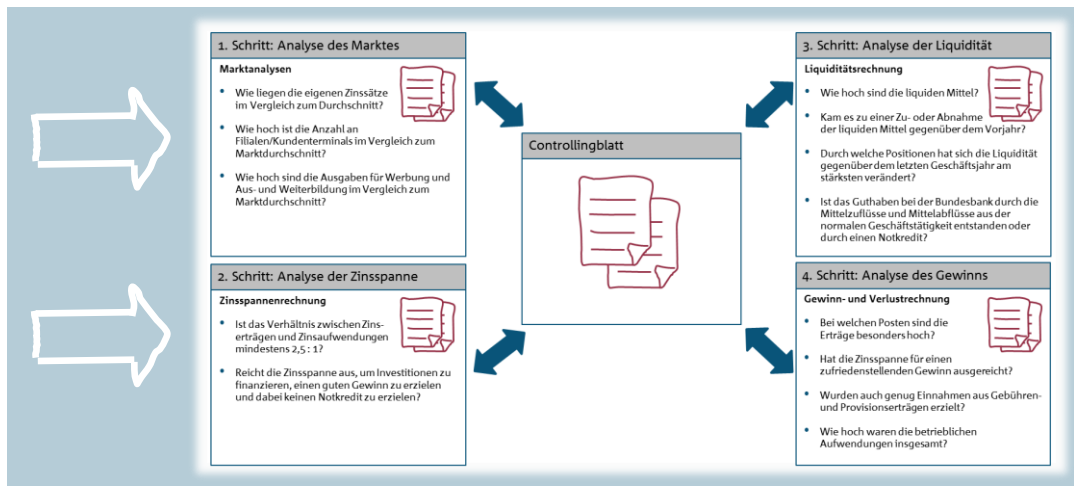 1. Schritt: Analyse des Marktes
Marktanalysen
• Wie liegen die eigenen Zinssätze
im Vergleich zum Durchschnitt?
• Wie hoch ist die Anzahl an
Filialen/Kundenterminals im Vergleich zum
Marktdurchschnitt?
• Wie hoch sind die Ausgaben für Werbung und
Aus- und Weiterbildung im Vergleich zum
Marktdurchschnitt?
2. Schritt: Analyse der Zinsspanne
Zinsspannenrechnung
• Ist das Verhältnis zwischen Zins-
erträgen und Zinsaufwendungen
mindestens 2,5 : 1?
• Reicht die Zinsspanne aus, um Investitionen zu
finanzieren, einen guten Gewinn zu erzielen
und dabei keinen Notkredit zu erzielen?
Controllingblatt
3. Schritt: Analyse der Liquidität
Liquiditätsrechnung
• Wie hoch sind die liquiden Mittel?
• Kam es zu einer Zu- oder Abnahme
der liquiden Mittel gegenüber dem Vorjahr?
• Durch welche Positionen hat sich die Liquidität
gegenüber dem letzten Geschäftsjahr am
stärksten verändert?
• Ist das Guthaben bei der Bundesbank durch die
Mittelzuflüsse und Mittelabflüsse aus der
normalen Geschäftstätigkeit entstanden oder
durch einen Notkredit?
4. Schritt: Analyse des Gewinns
Gewinn- und Verlustrechnung
• Bei welchen Posten sind die
Erträge besonders hoch?
• Hat die Zinsspanne für einen
zufriedenstellenden Gewinn ausgereicht?
• Wurden auch genug Einnahmen aus Gebühren-
und Provisionserträgen erzielt?
• Wie hoch waren die betrieblichen
Aufwendungen insgesamt?